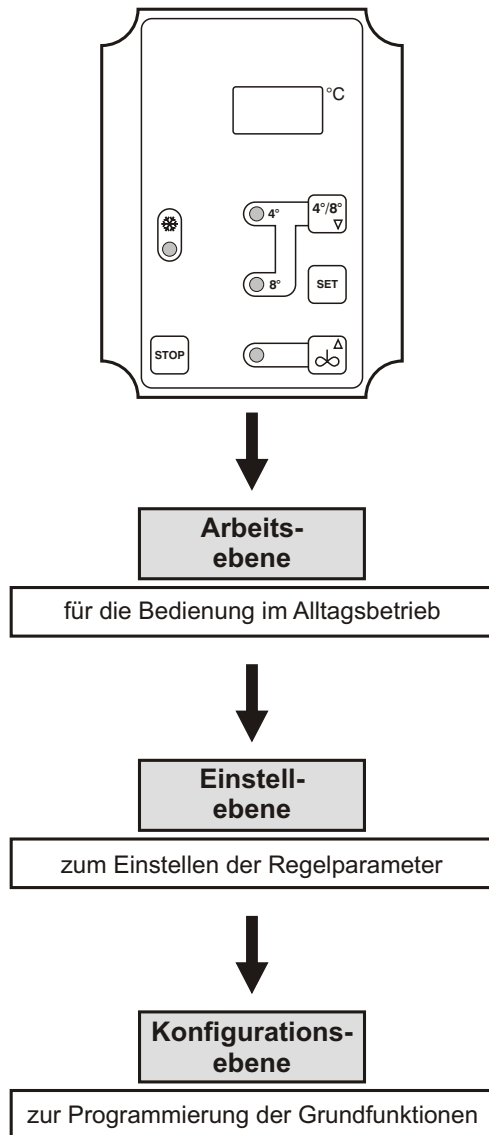 °C
4°
4°/8°
8°
SET
STOP
Arbeits-
ebene
für die Bedienung im Alltagsbetrieb
Einstell-
ebene
zum Einstellen der Regelparameter
Konfigurations-
ebene
zur Programmierung der Grundfunktionen